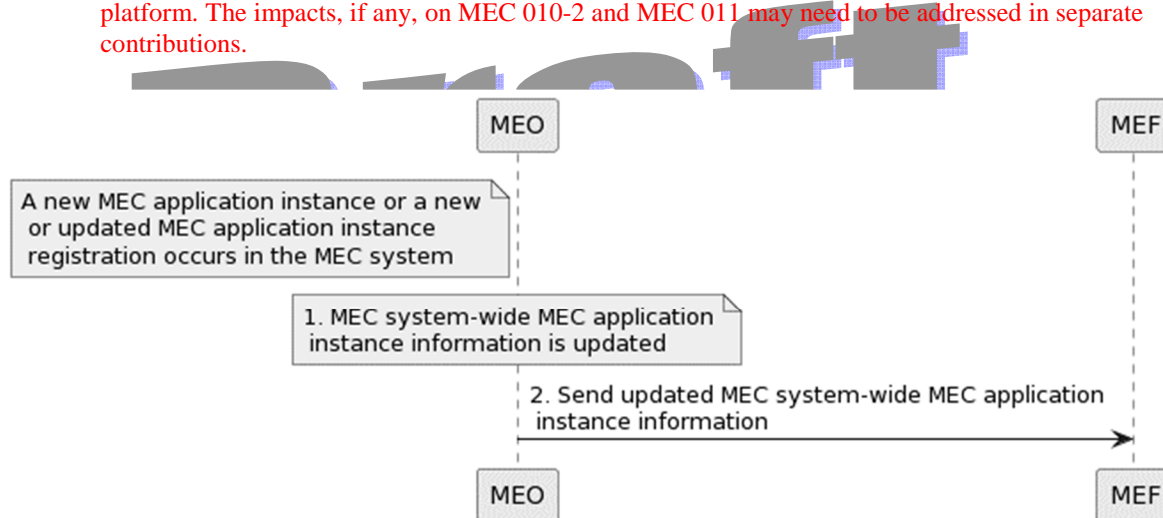 platform. The impacts, if any, on MEC 010-2 and MEC 011 may need to be addressed in separate
contributions.
Draft
MEO
MEF
A new MEC application instance or a new
or updated MEC application instance
registration occurs in the MEC system
1. MEC system-wide MEC application
instance information is updated
2. Send updated MEC system-wide MEC application
instance information
MEO
MEF